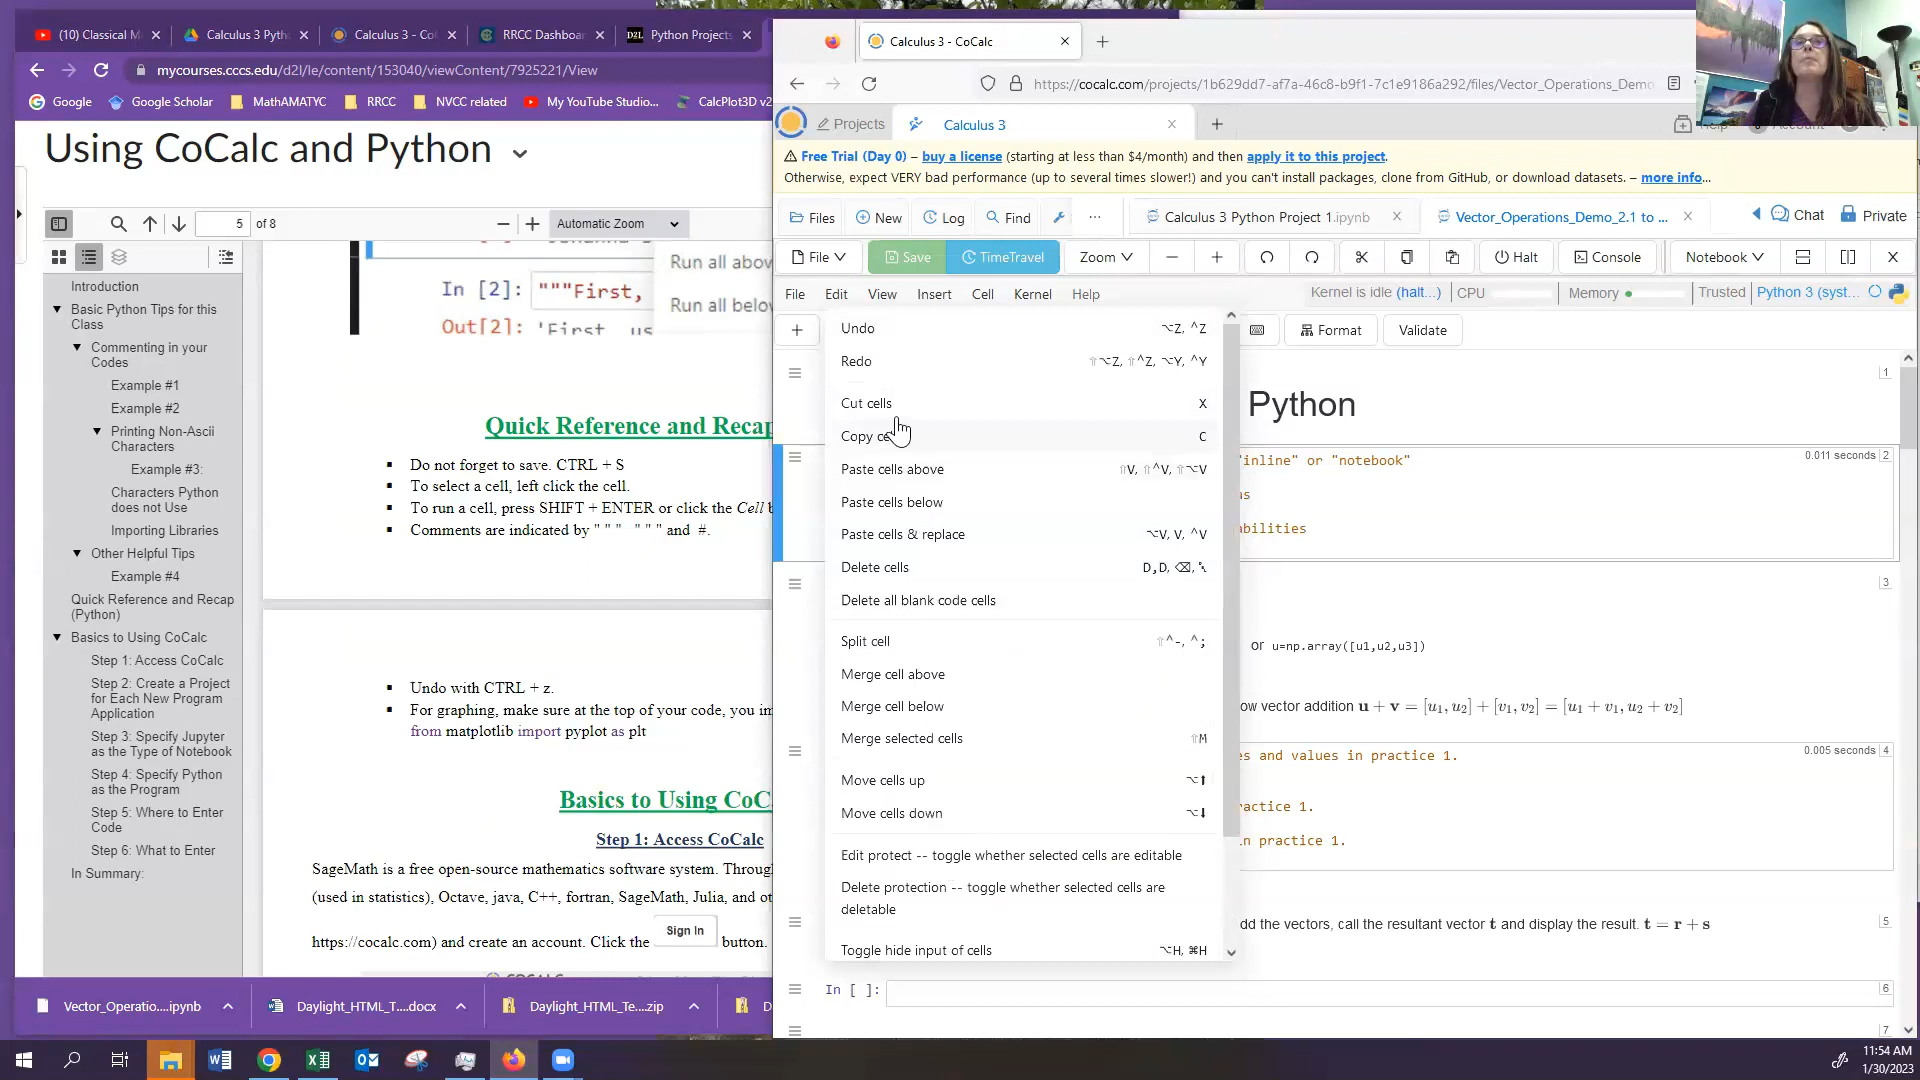 (10) Classical M
Calculus 3 Pyth
Calculus 3 - Co
RRCC Dashboa
D2L
Python Projects
mycourses.cccs.edu/d2l/le/content/153040/viewContent/7925221/View
Google
Google Scholar
MathAMATYC
RRCC
NVCC related
My YouTube Studio...
CalcPlot3D v2
Using CoCalc and Python
5
of 8
Automatic Zoom
Introduction
Basic Python Tips for this
Class
Commenting in your
Codes
Example #1
Example #2
Printing Non-Ascii
Characters
Example #3:
Characters Python
does not Use
Importing Libraries
Other Helpful Tips
Example #4
Quick Reference and Recap
(Python)
Basics to Using CoCalc
Step 1: Access CoCalc
Step 2: Create a Project
for Each New Program
Application
Step 3: Specify Jupyter
as the Type of Notebook
Step 4: Specify Python
as the Program
Step 5: Where to Enter
Code
Step 6: What to Enter
In Summary:
In [2]: """First,
Out[2]: 'First, us
Run all abov
Run all below
Quick Reference and Recap
▪ Do not forget to save. CTRL + S
▪ To select a cell, left click the cell.
▪ To run a cell, press SHIFT + ENTER or click the Cell b
▪ Comments are indicated by " " "   " " " and #.
▪ Undo with CTRL + z.
▪ For graphing, make sure at the top of your code, you im
from matplotlib import pyplot as plt
Basics to Using CoC
Step 1: Access CoCalc
SageMath is a free open-source mathematics software system. Throug
(used in statistics), Octave, java, C++, fortran, SageMath, Julia, and ot
https://cocalc.com) and create an account. Click the Sign In button.
Calculus 3 - CoCalc
https://cocalc.com/projects/1b629dd7-af7a-46c8-b9f1-7c1e9186a292/files/Vector_Operations_Demo
Projects
Calculus 3
Help
Account
Free Trial (Day 0) – buy a license (starting at less than $4/month) and then apply it to this project.
Otherwise, expect VERY bad performance (up to several times slower!) and you can't install packages, clone from GitHub, or download datasets. – more info...
Files
New
Log
Find
Calculus 3 Python Project 1.ipynb
Vector_Operations_Demo_2.1 to ...
Chat
Private
File
Save
TimeTravel
Zoom
Halt
Console
Notebook
File Edit View Insert Cell Kernel Help
Kernel is idle (halt...)
CPU
Memory
Trusted
Python 3 (syst...
Format
Validate
Undo ⌥Z, ^Z
Redo ⇧⌥Z, ⇧^Z, ⌥Y, ^Y
Cut cells X
Copy ce C
Paste cells above ⇧V, ⇧^V, ⇧⌥V
Paste cells below
Paste cells & replace ⌥V, V, ^V
Delete cells D,D, ⌫,
Delete all blank code cells
Split cell ⇧^-, ^;
Merge cell above
Merge cell below
Merge selected cells ⇧M
Move cells up ⌥⬆
Move cells down ⌥⬇
Edit protect -- toggle whether selected cells are editable
Delete protection -- toggle whether selected cells are
deletable
Toggle hide input of cells ⌥H, ⌘H
1
Python
"inline" or "notebook"
0.011 seconds 2
us
abilities
3
or u=np.array([u1,u2,u3])
ow vector addition u + v = [u₁, u₂] + [v₁, v₂] = [u₁ + v₁, u₂ + v₂]
es and values in practice 1.
0.005 seconds 4
ractice 1.
in practice 1.
5
dd the vectors, call the resultant vector t and display the result. t = r + s
In [ ]:
6
7
Vector_Operatio....ipynb
Daylight_HTML_T....docx
Daylight_HTML_Te....zip
D
11:54 AM
1/30/2023